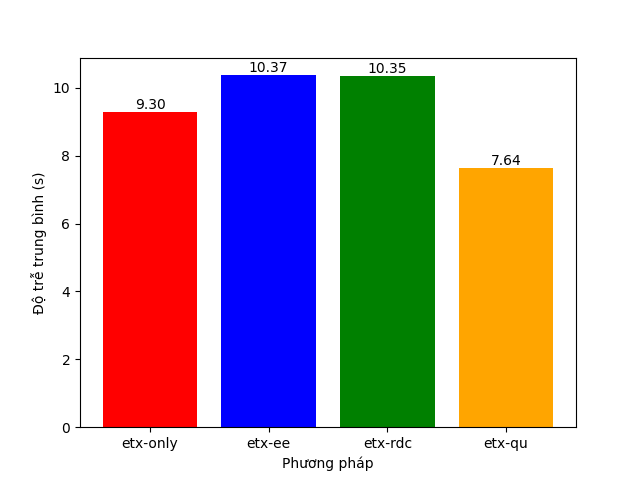 10.37
10.35
9.30
7.64
10
8
6
4
2
0
Độ trễ trung bình (s)
etx-only
etx-ee
etx-rdc
etx-qu
Phương pháp